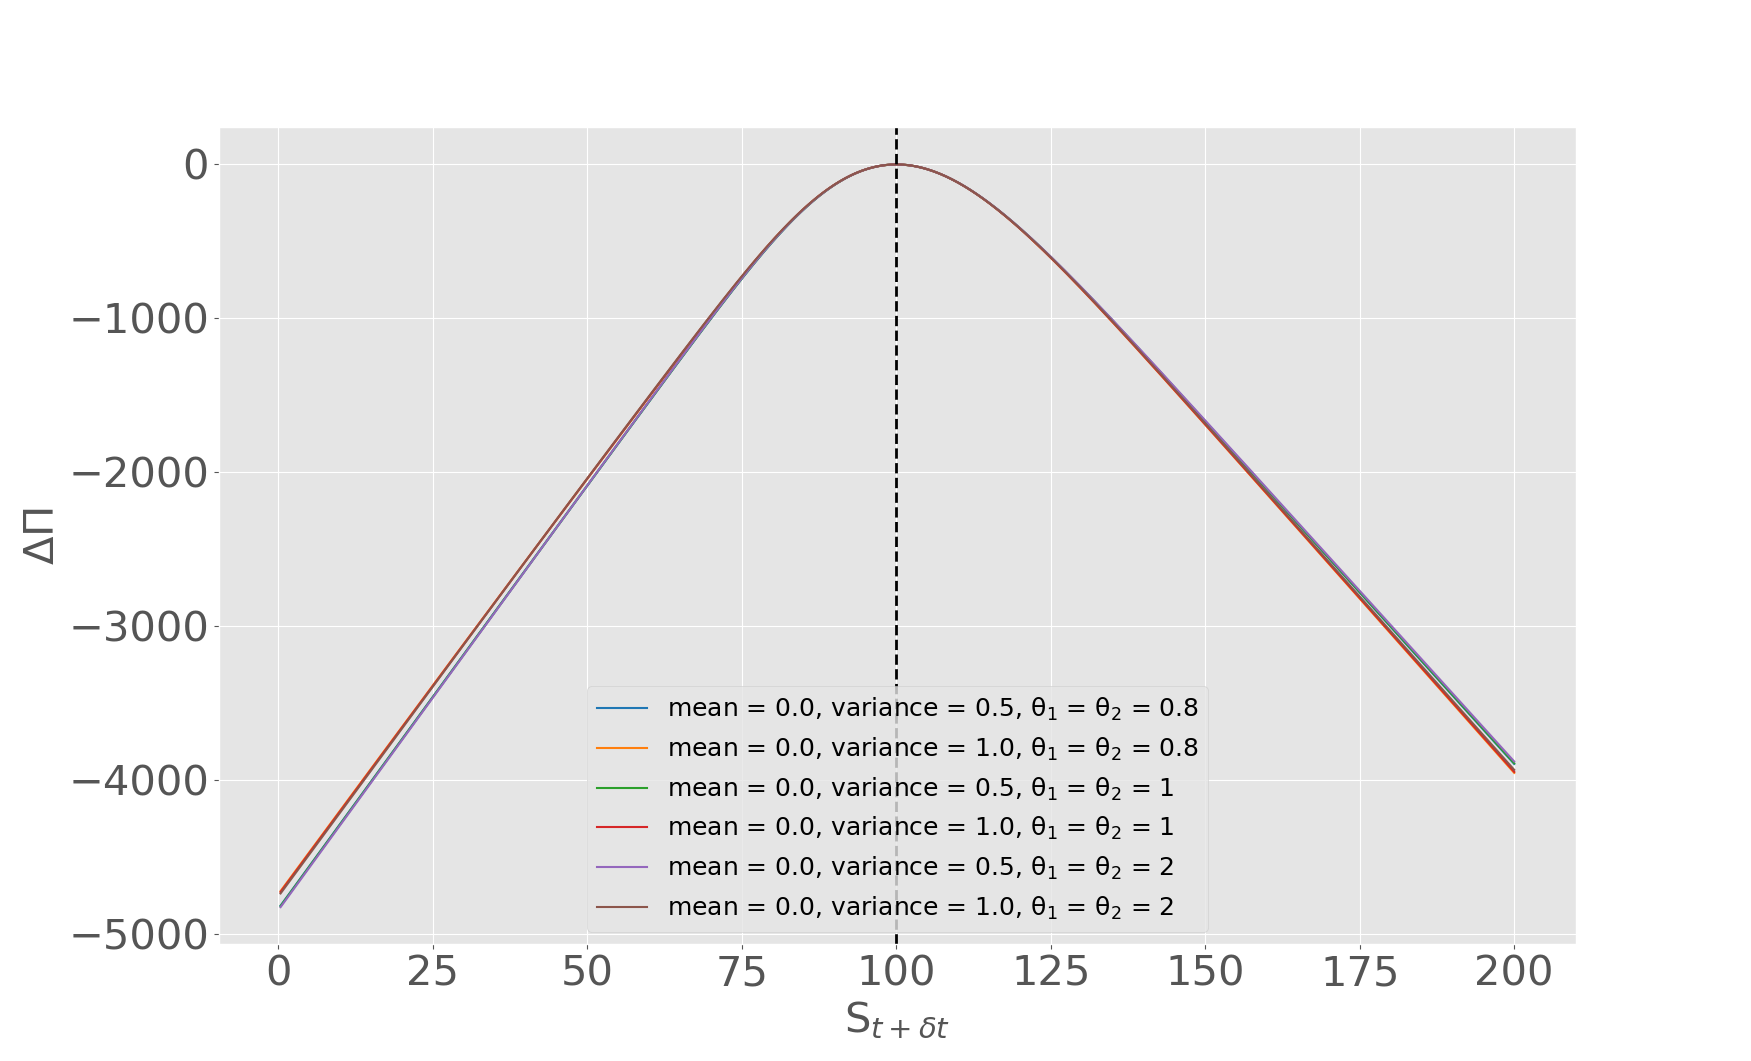 0
−1000
−2000
−3000
−4000
−5000
ΔΠ
mean = 0.0, variance = 0.5, θ₁ = θ₂ = 0.8
mean = 0.0, variance = 1.0, θ₁ = θ₂ = 0.8
mean = 0.0, variance = 0.5, θ₁ = θ₂ = 1
mean = 0.0, variance = 1.0, θ₁ = θ₂ = 1
mean = 0.0, variance = 0.5, θ₁ = θ₂ = 2
mean = 0.0, variance = 1.0, θ₁ = θ₂ = 2
0 25 50 75 100 125 150 175 200
S_{t + δt}